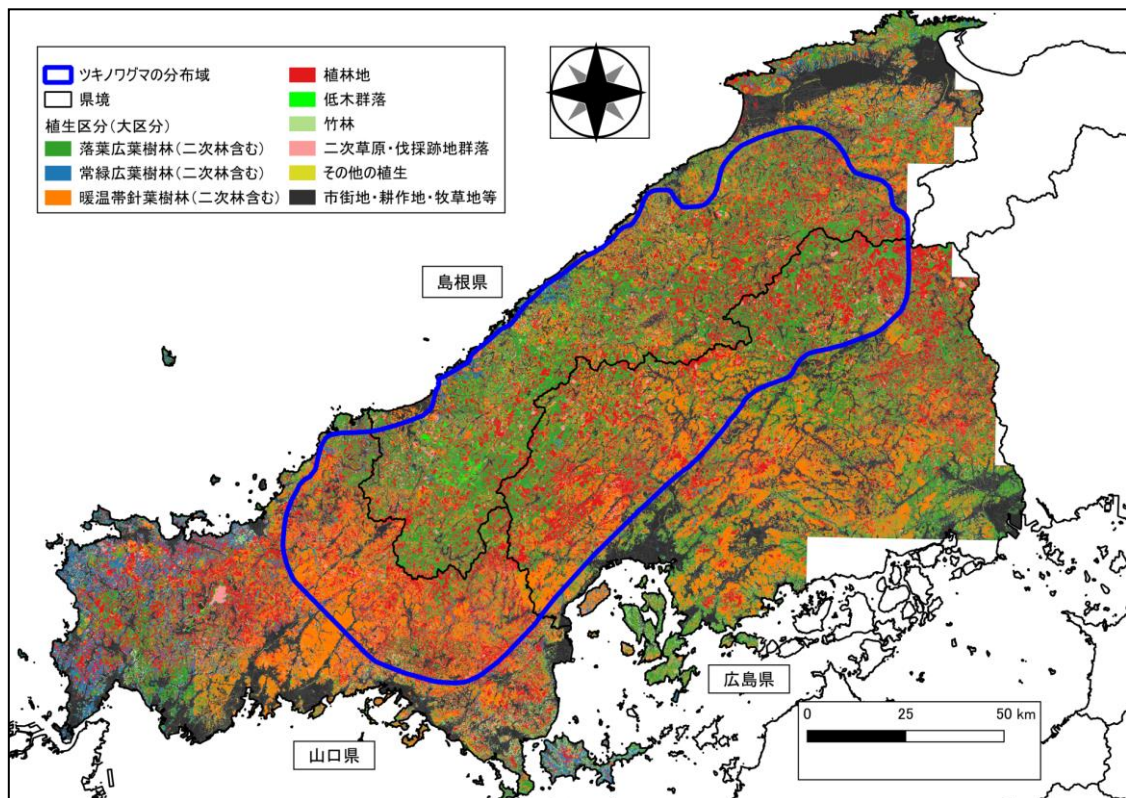 ツキノワグマの分布域
県境
植生区分(大区分)
落葉広葉樹林(二次林含む)
常緑広葉樹林(二次林含む)
暖温帯針葉樹林(二次林含む)
植林地
低木群落
竹林
二次草原・伐採跡地群落
その他の植生
市街地・耕作地・牧草地等
島根県
広島県
山口県
0 25 50 km